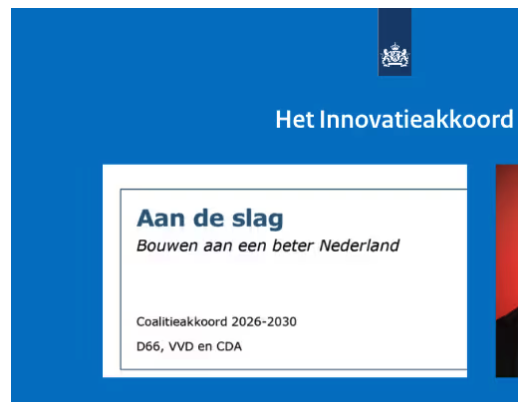 Het Innovatieakkoord
Aan de slag
Bouwen aan een beter Nederland
Coalitieakkoord 2026-2030
D66, VVD en CDA